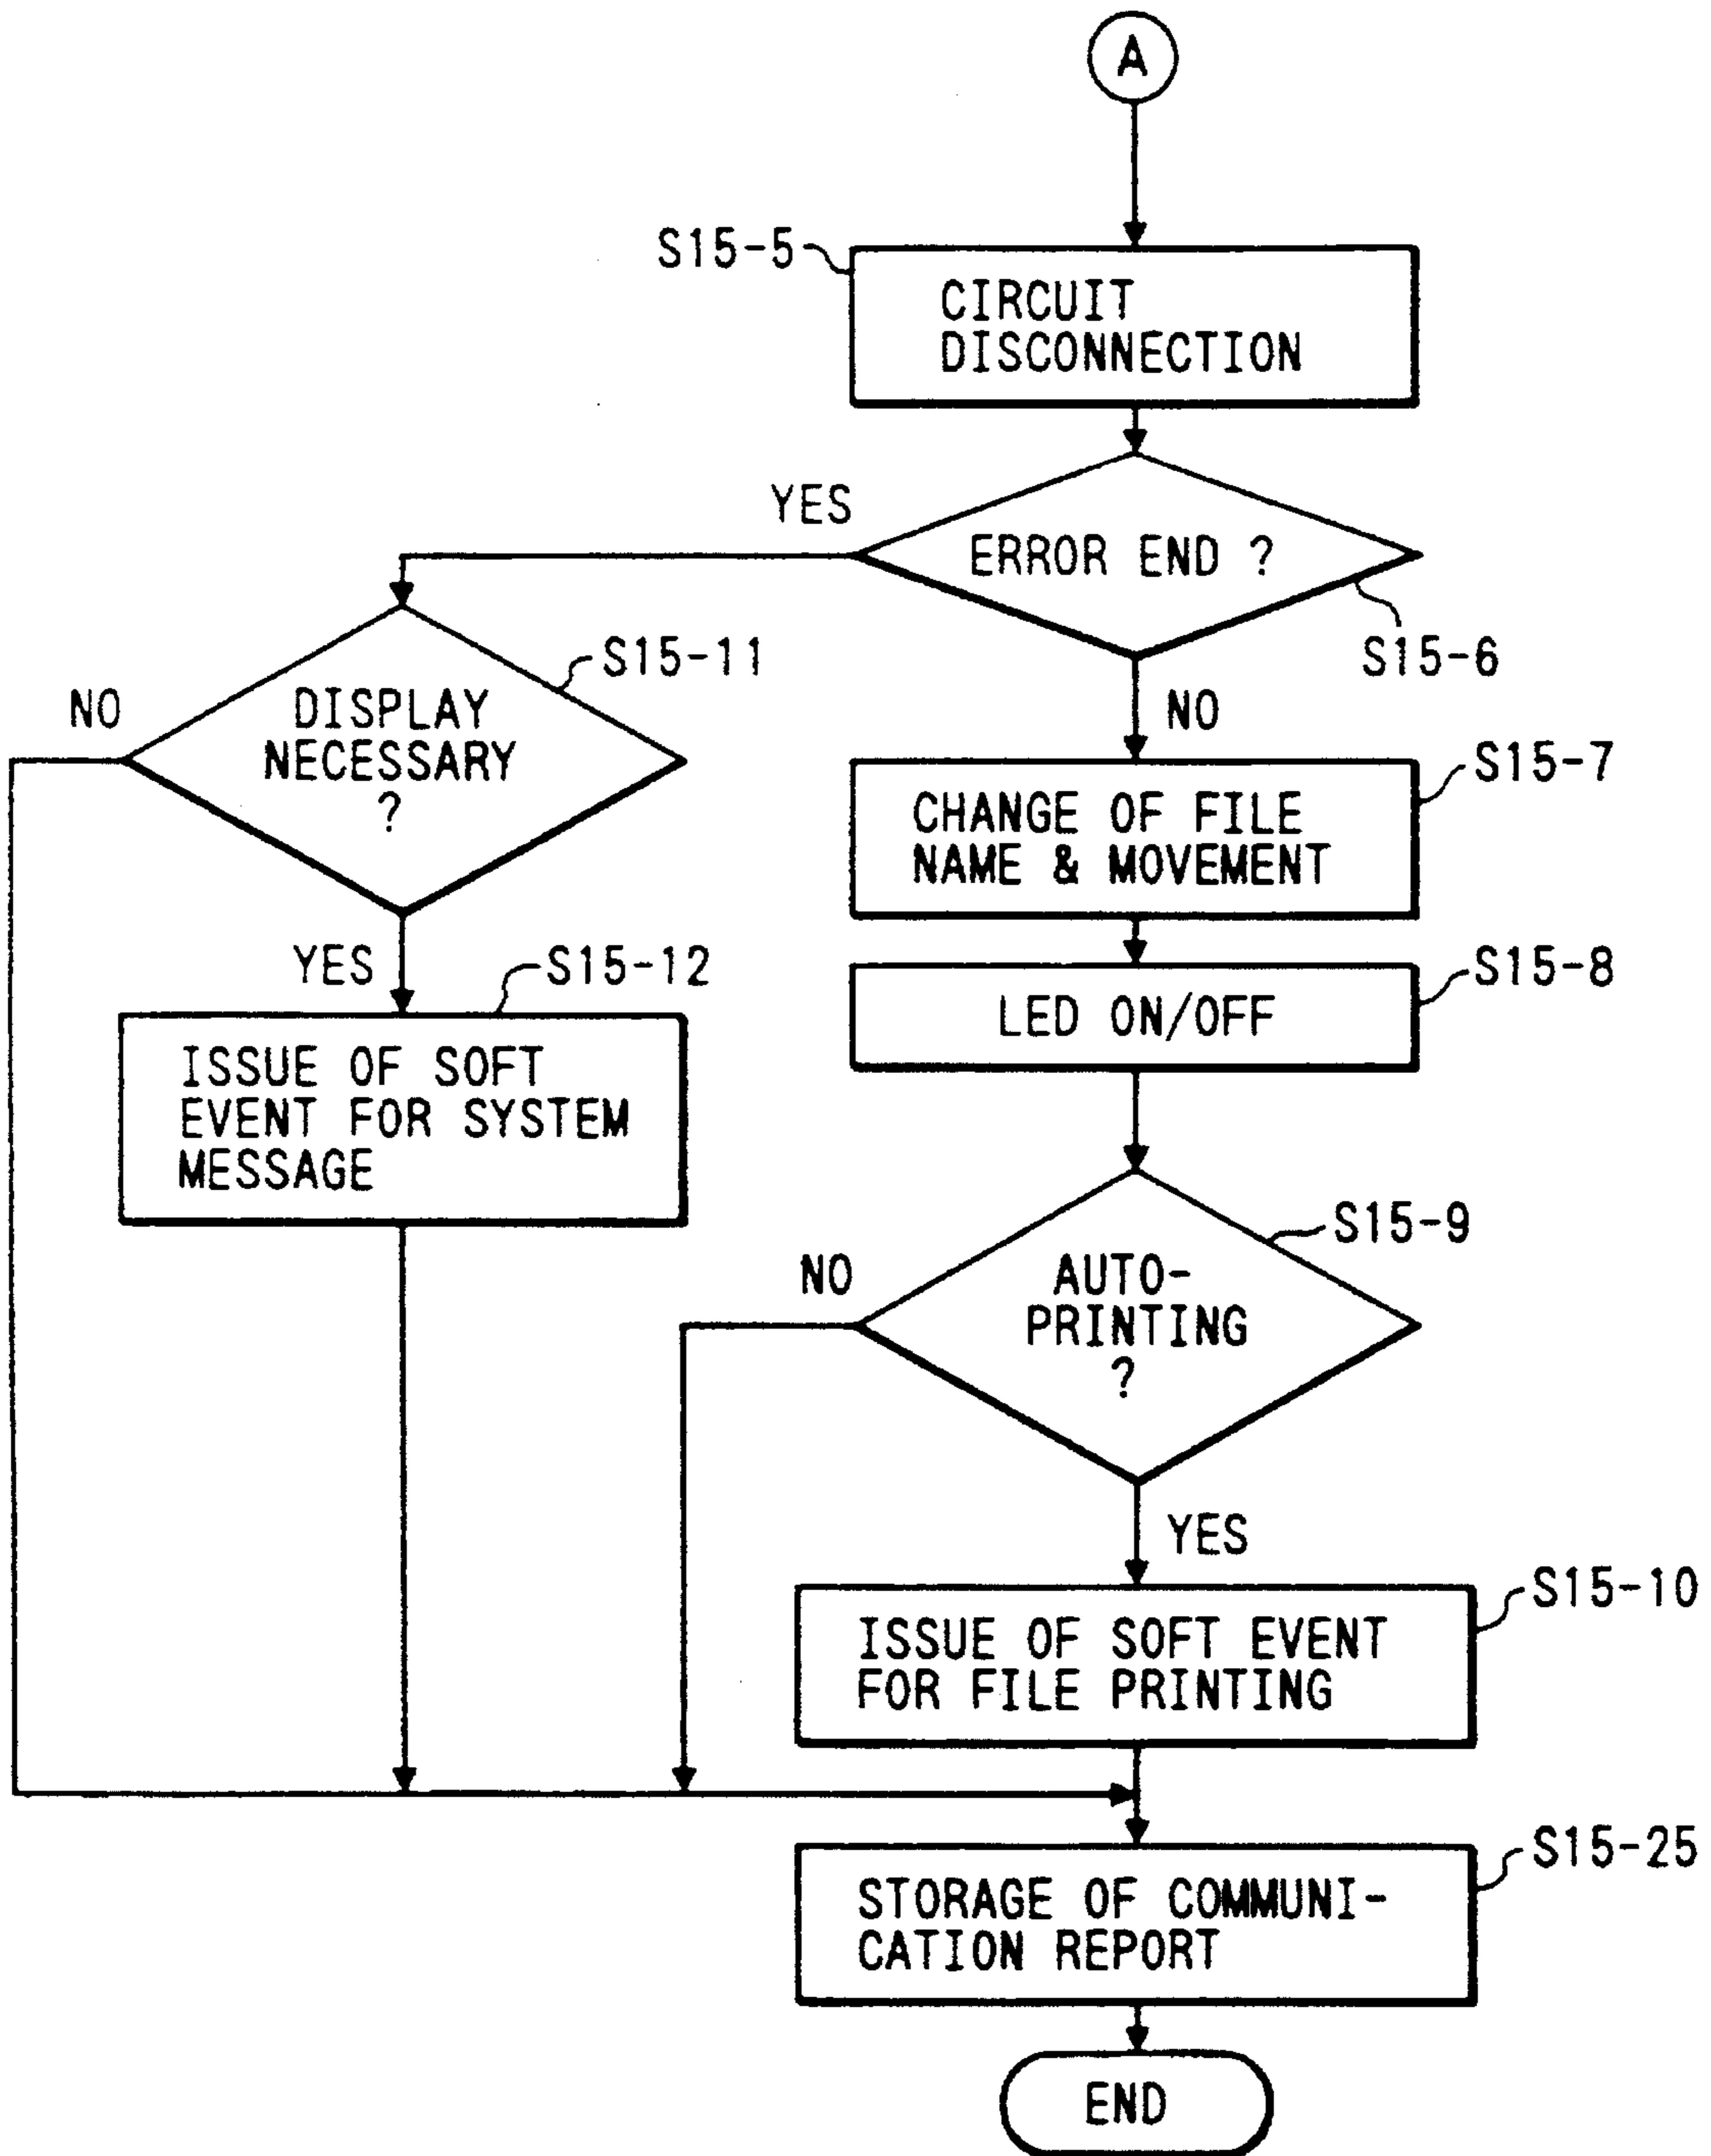 A
S15-5
CIRCUIT
DISCONNECTION
YES
ERROR END ?
S15-6
S15-11
NO
DISPLAY
NECESSARY
?
NO
S15-7
CHANGE OF FILE
NAME & MOVEMENT
YES
S15-12
S15-8
LED ON/OFF
ISSUE OF SOFT
EVENT FOR SYSTEM
MESSAGE
S15-9
NO
AUTO-
PRINTING
?
YES
S15-10
ISSUE OF SOFT EVENT
FOR FILE PRINTING
S15-25
STORAGE OF COMMUNI-
CATION REPORT
END